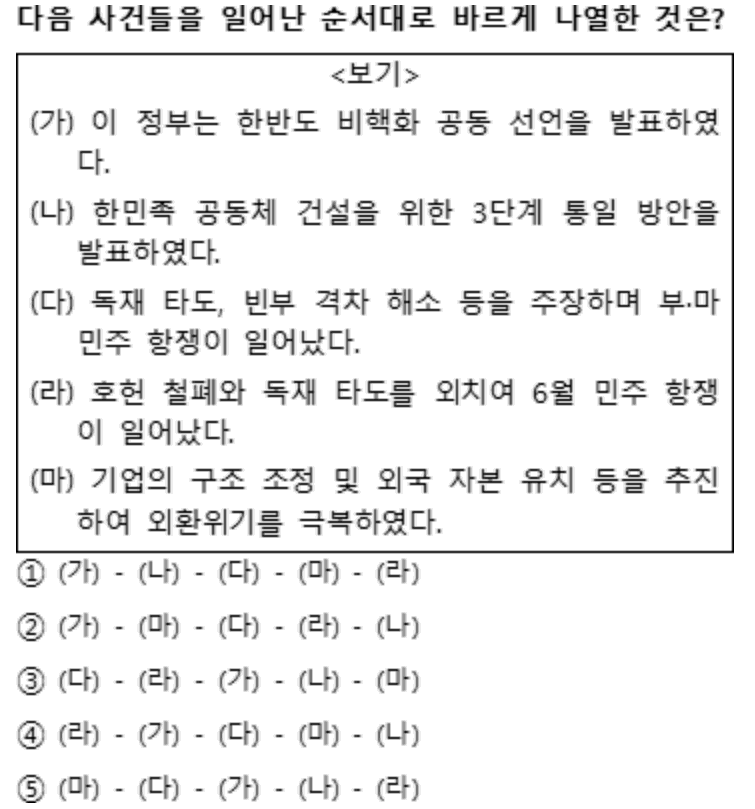 다음 사건들을 일어난 순서대로 바르게 나열한 것은?
<보기>
(가) 이 정부는 한반도 비핵화 공동 선언을 발표하였
다.
(나) 한민족 공동체 건설을 위한 3단계 통일 방안을
발표하였다.
(다) 독재 타도, 빈부 격차 해소 등을 주장하며 부·마
민주 항쟁이 일어났다.
(라) 호헌 철폐와 독재 타도를 외치여 6월 민주 항쟁
이 일어났다.
(마) 기업의 구조 조정 및 외국 자본 유치 등을 추진
하여 외환위기를 극복하였다.
① (가) - (나) - (다) - (마) - (라)
② (가) - (마) - (다) - (라) - (나)
③ (다) - (라) - (가) - (나) - (마)
④ (라) - (가) - (다) - (마) - (나)
⑤ (마) - (다) - (가) - (나) - (라)